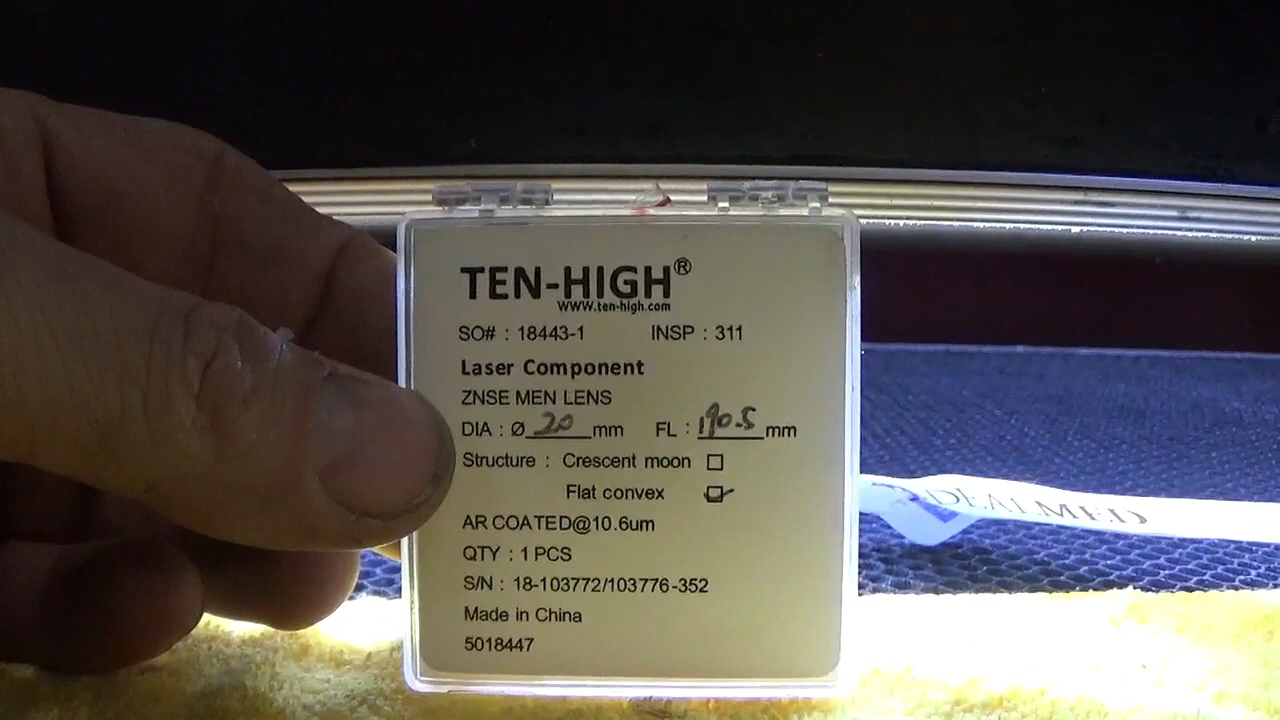 TEN-HIGH®
WWW.ten-high.com
SO# : 18443-1 INSP : 311
Laser Component
ZNSE MEN LENS
DIA : Ø 20 mm FL : 190.5 mm
Structure : Crescent moon ☐
Flat convex ☑
AR COATED@10.6um
QTY : 1 PCS
S/N : 18-103772/103776-352
Made in China
5018447
DEALMED